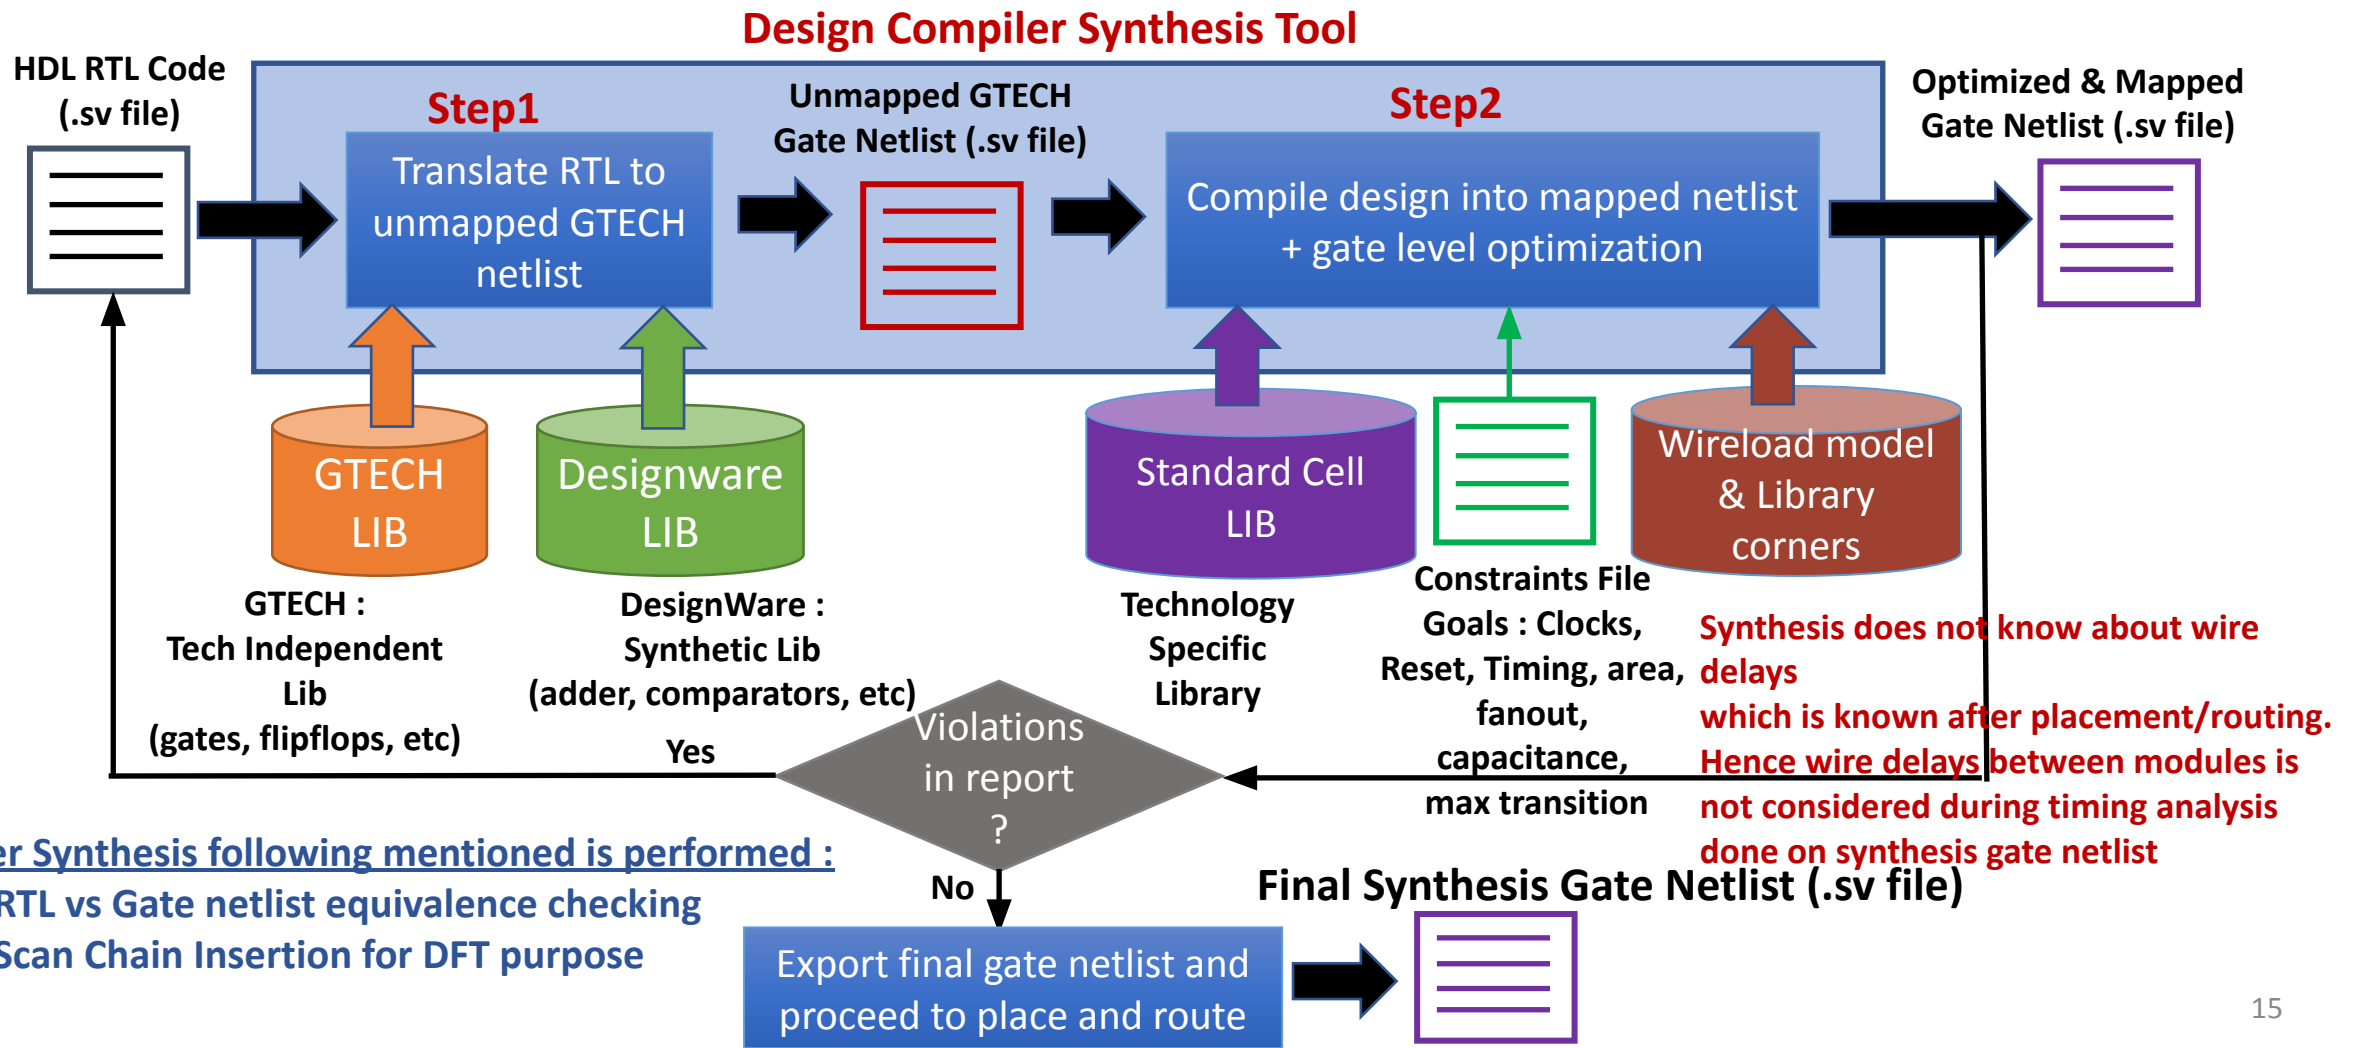 Design Compiler Synthesis Tool
HDL RTL Code
(.sv file)
Step1
Translate RTL to
unmapped GTECH
netlist
Unmapped GTECH
Gate Netlist (.sv file)
Step2
Compile design into mapped netlist
+ gate level optimization
Optimized & Mapped
Gate Netlist (.sv file)
GTECH
LIB
Designware
LIB
Standard Cell
LIB
Wireload model
& Library
corners
GTECH :
Tech Independent
Lib
(gates, flipflops, etc)
DesignWare :
Synthetic Lib
(adder, comparators, etc)
Technology
Specific
Library
Constraints File
Goals : Clocks,
Reset, Timing, area,
fanout,
capacitance,
max transition
Synthesis does not know about wire
delays
which is known after placement/routing.
Hence wire delays between modules is
not considered during timing analysis
done on synthesis gate netlist
Yes
Violations
in report
?
No
er Synthesis following mentioned is performed :
RTL vs Gate netlist equivalence checking
Scan Chain Insertion for DFT purpose
Final Synthesis Gate Netlist (.sv file)
Export final gate netlist and
proceed to place and route
15